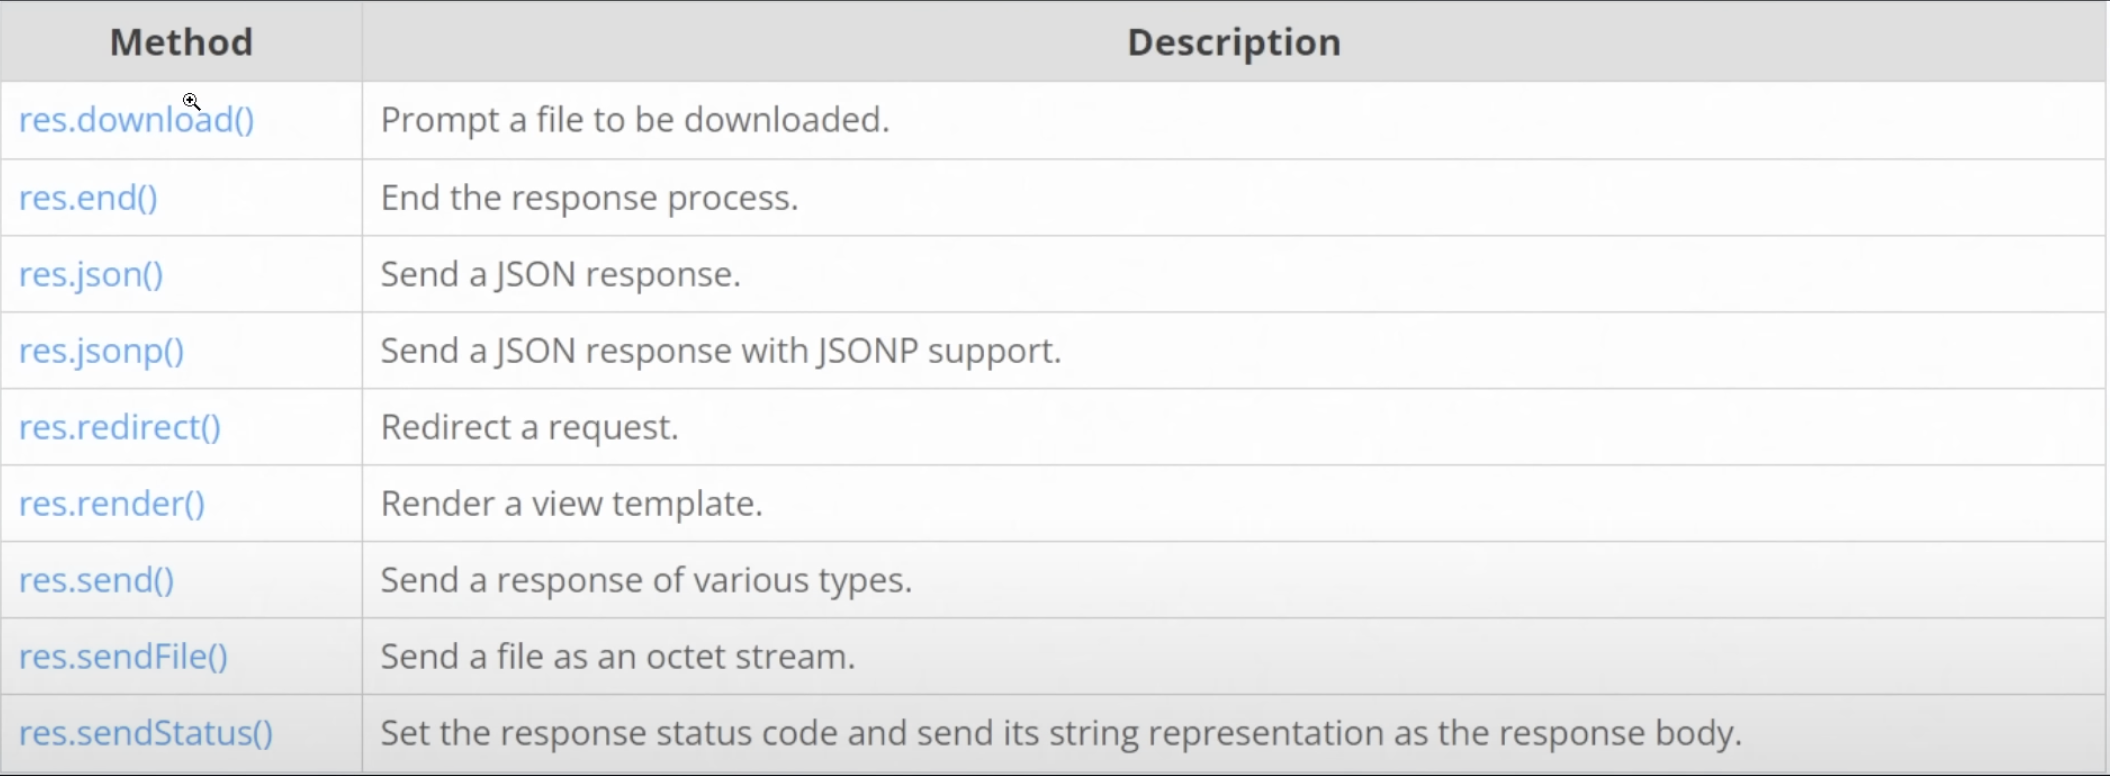 Method Description
res.download() Prompt a file to be downloaded.
res.end() End the response process.
res.json() Send a JSON response.
res.jsonp() Send a JSON response with JSONP support.
res.redirect() Redirect a request.
res.render() Render a view template.
res.send() Send a response of various types.
res.sendFile() Send a file as an octet stream.
res.sendStatus() Set the response status code and send its string representation as the response body.